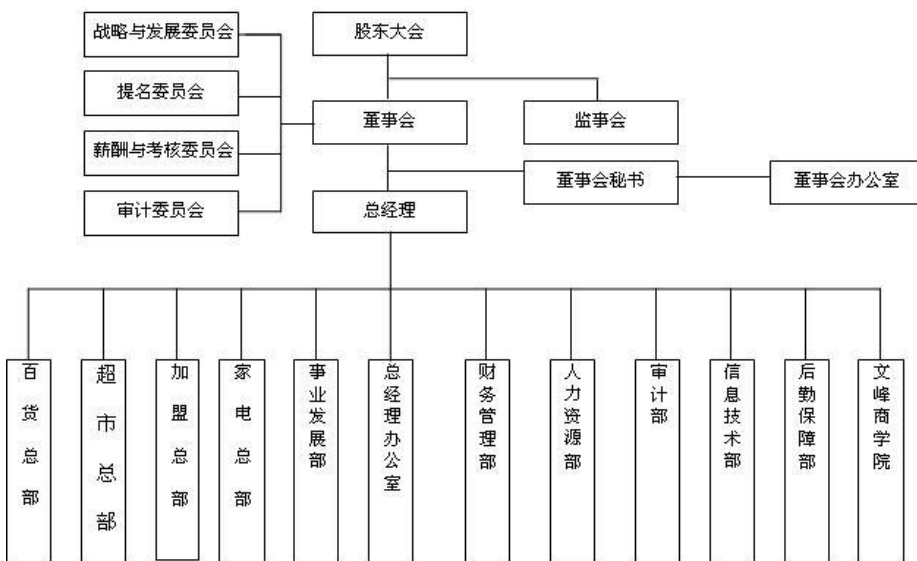 战略与发展委员会
股东大会
提名委员会
董事会
监事会
薪酬与考核委员会
董事会秘书
董事会办公室
审计委员会
总经理
百货总部
超市总部
加盟总部
家电总部
事业发展部
总经理办公室
财务管理部
人力资源部
审计部
信息技术部
后勤保障部
文峰商学院